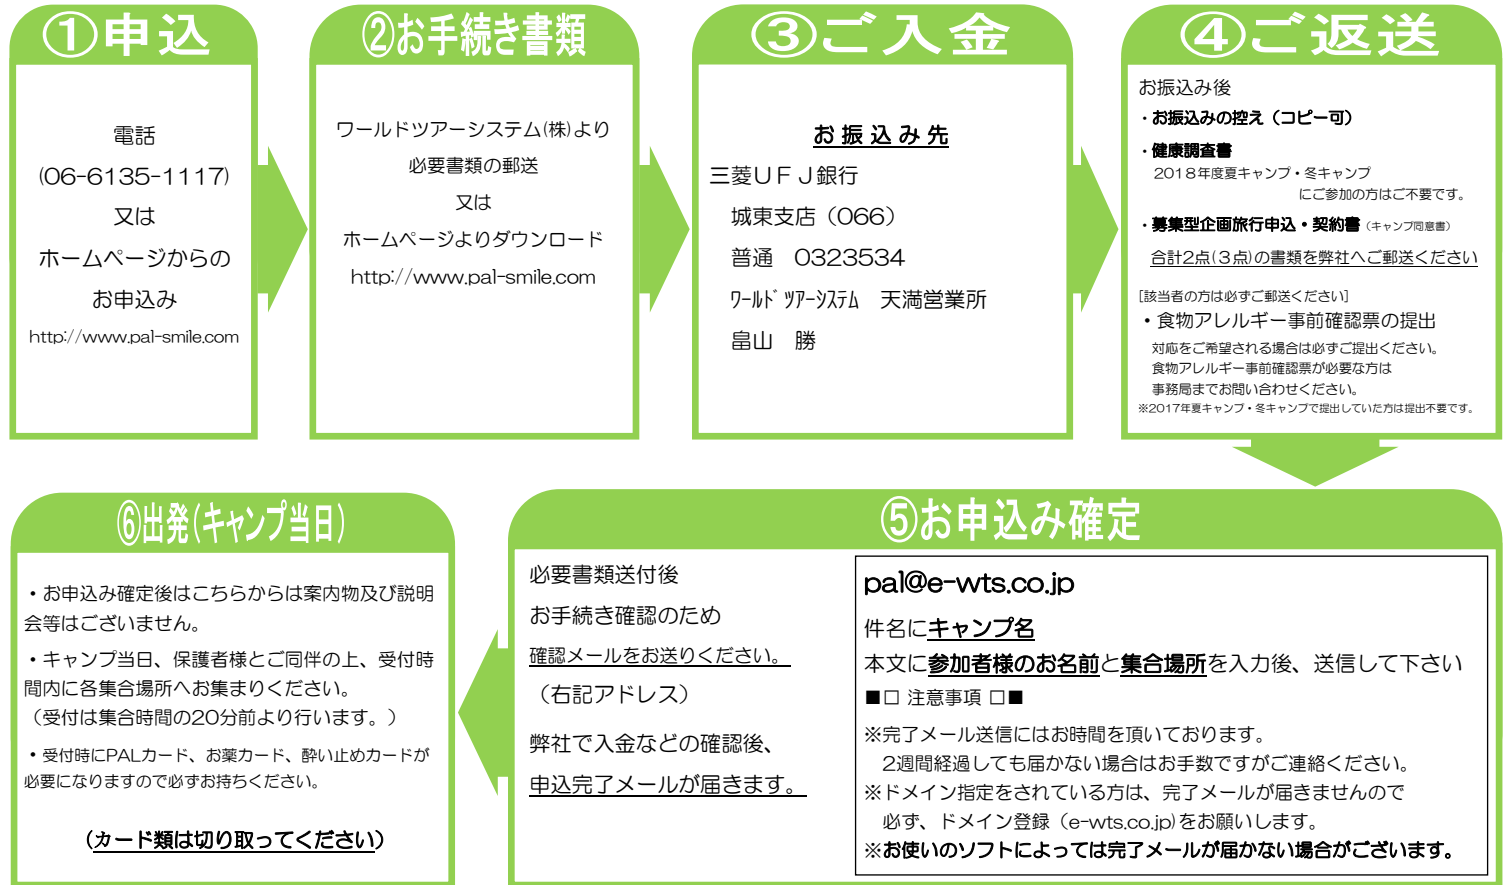 ①申込
電話
(06-6135-1117)
又は
ホームページからの
お申込み
http://www.pal-smile.com
②お手続き書類
ワールドツアーシステム(株)より
必要書類の郵送
又は
ホームページよりダウンロード
http://www.pal-smile.com
③ご入金
お振込み先
三菱UFJ銀行
城東支店（066）
普通　0323534
ワールドツアーシステム　天満営業所
畠山　勝
④ご返送
お振込み後
・お振込みの控え（コピー可）
・健康調査書
2018年度夏キャンプ・冬キャンプ
にご参加の方はご不要です。
・募集型企画旅行申込・契約書（キャンプ同意書）
合計2点(3点)の書類を弊社へご郵送ください
[該当者の方は必ずご郵送ください]
・食物アレルギー事前確認票の提出
対応をご希望される場合は必ずご提出ください。
食物アレルギー事前確認票が必要な方は
事務局までお問い合わせください。
※2017年夏キャンプ・冬キャンプで提出していた方は提出不要です。
⑤お申込み確定
必要書類送付後
お手続き確認のため
確認メールをお送りください。
（右記アドレス）
弊社で入金などの確認後、
申込完了メールが届きます。
pal@e-wts.co.jp
件名にキャンプ名
本文に参加者様のお名前と集合場所を入力後、送信して下さい
■□ 注意事項 □■
※完了メール送信にはお時間を頂いております。
2週間経過しても届かない場合はお手数ですがご連絡ください。
※ドメイン指定をされている方は、完了メールが届きませんので
必ず、ドメイン登録（e-wts.co.jp)をお願いします。
※お使いのソフトによっては完了メールが届かない場合がございます。
⑥出発(キャンプ当日)
・お申込み確定後はこちらからは案内物及び説明
会等はございません。
・キャンプ当日、保護者様とご同伴の上、受付時
間内に各集合場所へお集まりください。
（受付は集合時間の20分前より行います。）
・受付時にPALカード、お薬カード、酔い止めカードが
必要になりますので必ずお持ちください。
(カード類は切り取ってください)